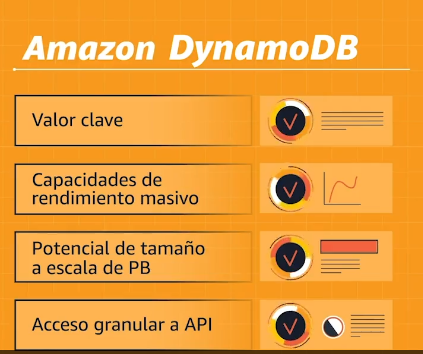 Amazon DynamoDB
Valor clave
Capacidades de
rendimiento masivo
Potencial de tamaño
a escala de PB
Acceso granular a API